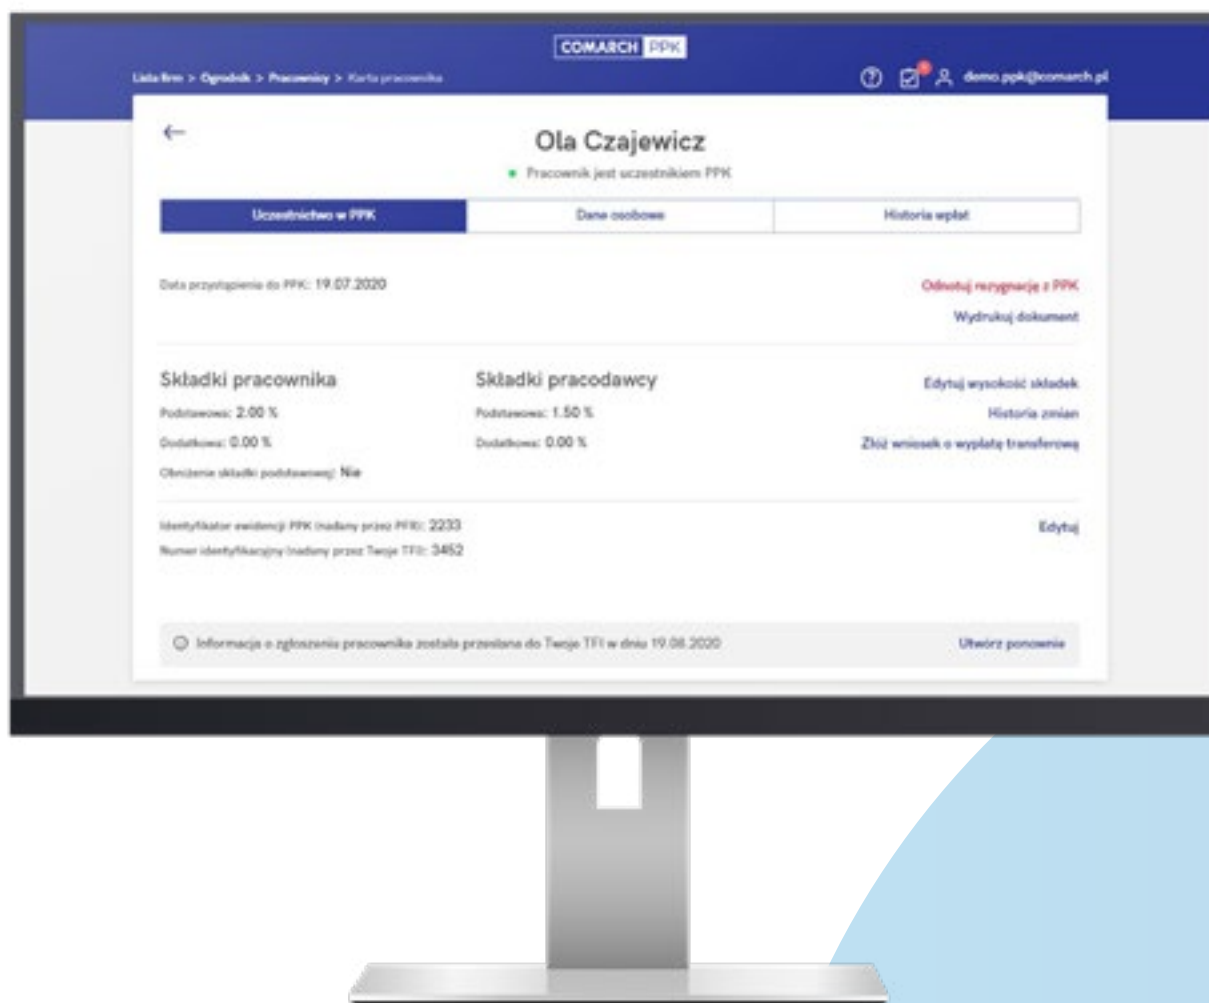 COMARCH PPK
Lista firm > Ogrodnik > Pracownicy > Karta pracownika
demo.ppk@comarch.pl
Ola Czajewicz
Pracownik jest uczestnikiem PPK
Uczestnictwo w PPK Dane osobowe Historia wpłat
Data przystąpienia do PPK: 19.07.2020
Odnotuj rezygnację z PPK
Wydrukuj dokument
Składki pracownika Składki pracodawcy Edytuj wysokość składek
Podstawowa: 2.00 % Podstawowa: 1.50 % Historia zmian
Dodatkowa: 0.00 % Dodatkowa: 0.00 % Złóż wniosek o wypłatę transferową
Obniżenie składki podstawowej: Nie
Identyfikator ewidencji PPK (nadany przez PFR): 2233 Edytuj
Numer identyfikacyjny (nadany przez Twoje TFI): 3452
Informacja o zgłoszeniu pracownika została przesłana do Twoje TFI w dniu 19.08.2020 Utwórz ponownie